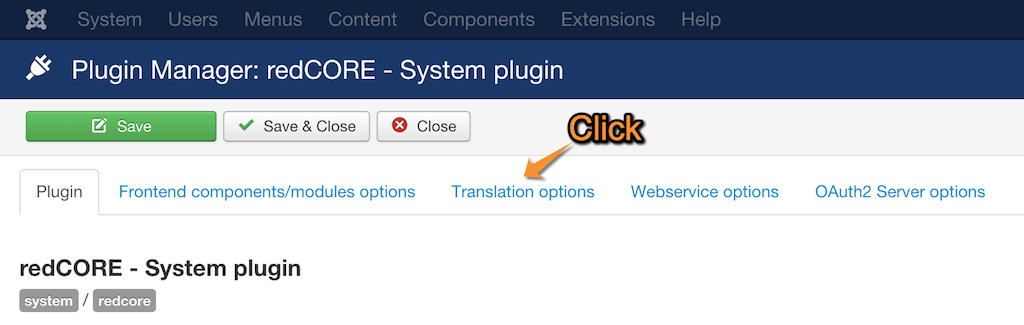 System Users Menus Content Components Extensions Help
Plugin Manager: redCORE - System plugin
Save Save & Close Close
Click
Plugin Frontend components/modules options Translation options Webservice options OAuth2 Server options
redCORE - System plugin
system / redcore